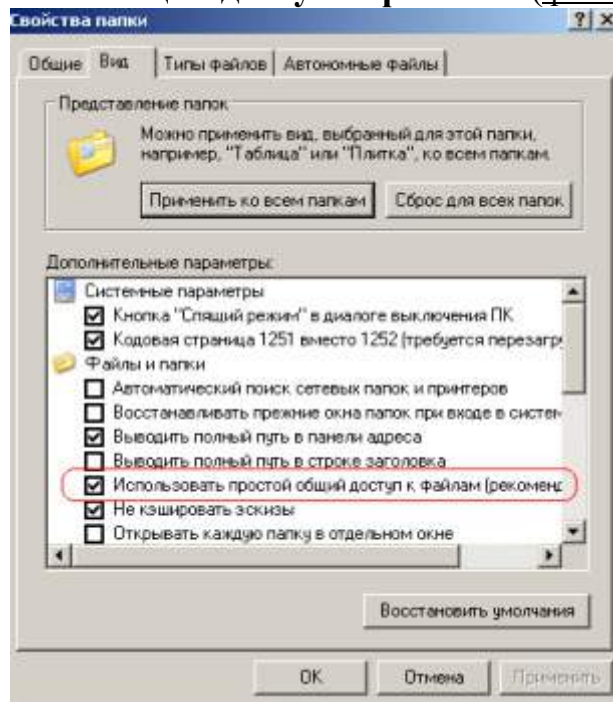 Свойства папки
Общие Вид Типы файлов Автономные файлы
Представление папок
Можно применить вид, выбранный для этой папки,
например, "Таблица" или "Плитка", ко всем папкам.
Применить ко всем папкам Сброс для всех папок
Дополнительные параметры:
Системные параметры
Кнопка "Спящий режим" в диалоге выключения ПК
Кодовая страница 1251 вместо 1252 (требуется перезагр
Файлы и папки
Автоматический поиск сетевых папок и принтеров
Восстанавливать прежние окна папок при входе в систем
Выводить полный путь в панели адреса
Выводить полный путь в строке заголовка
Использовать простой общий доступ к файлам (рекоменд
Не кэшировать эскизы
Открывать каждую папку в отдельном окне
Восстановить умолчания
OK Отмена Применить